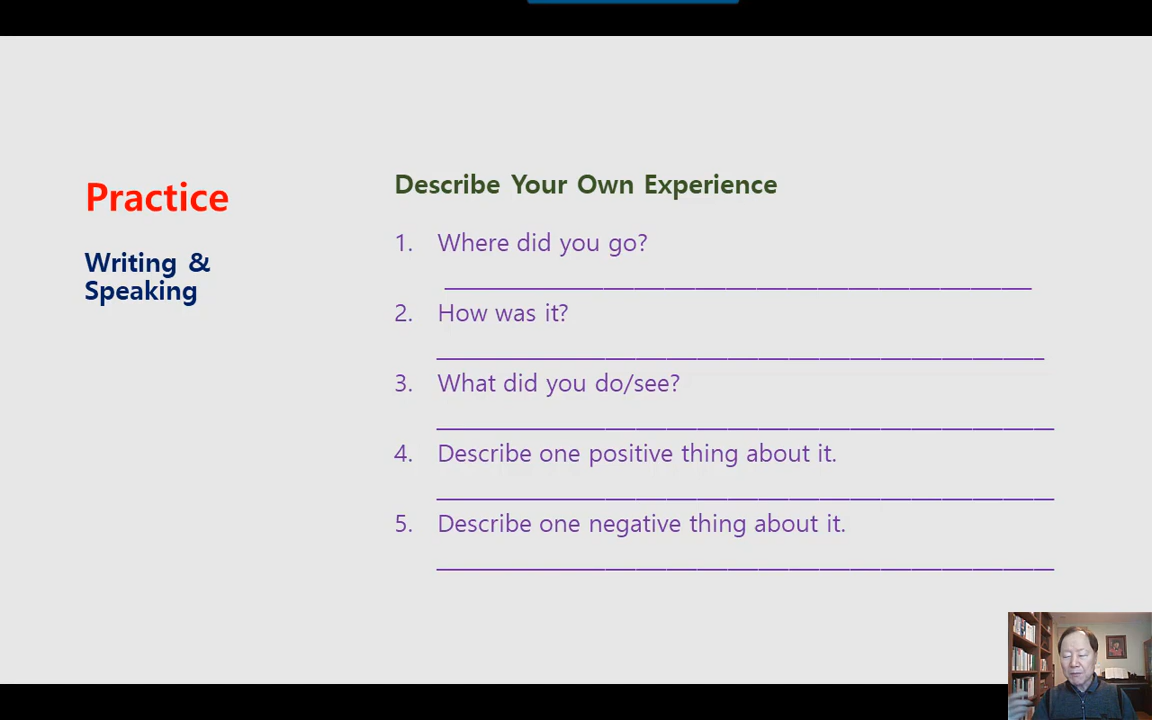 Practice
Writing &
Speaking
Describe Your Own Experience
1. Where did you go?
2. How was it?
3. What did you do/see?
4. Describe one positive thing about it.
5. Describe one negative thing about it.